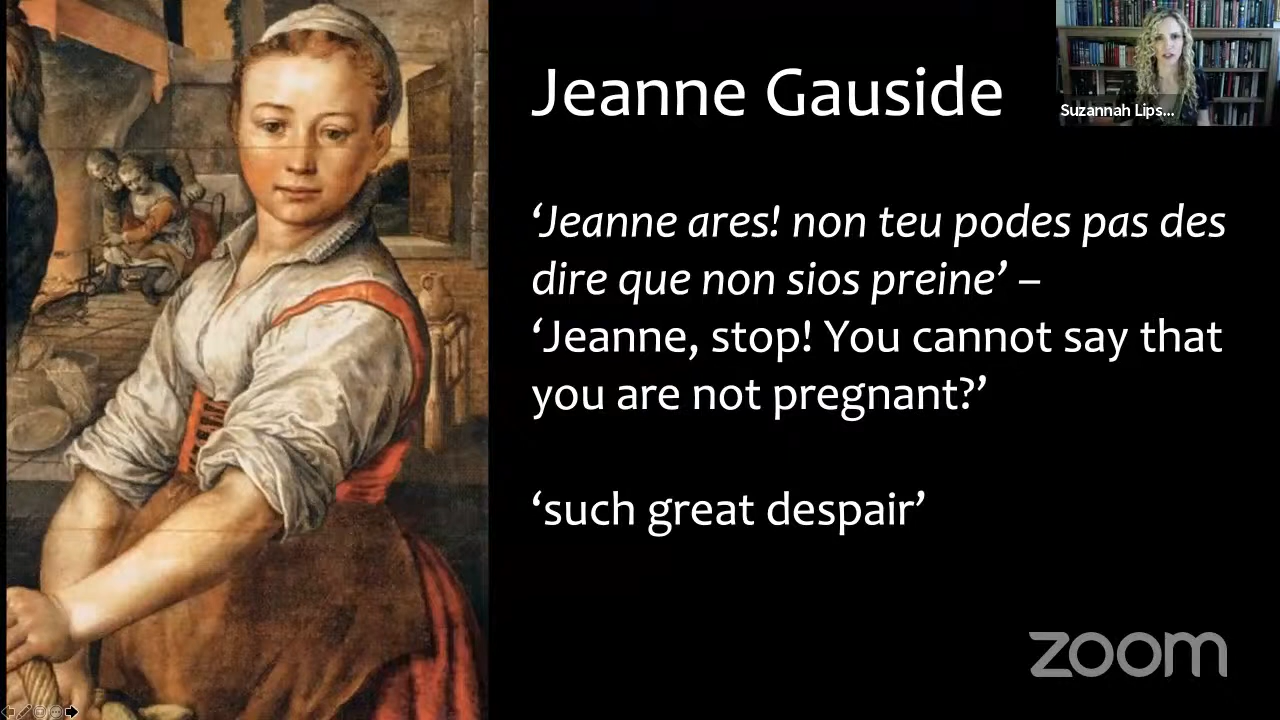 Jeanne Gauside
Suzannah Lips...
‘Jeanne ares! non teu podes pas des
dire que non sios preine’ –
‘Jeanne, stop! You cannot say that
you are not pregnant?’
‘such great despair’
zoom